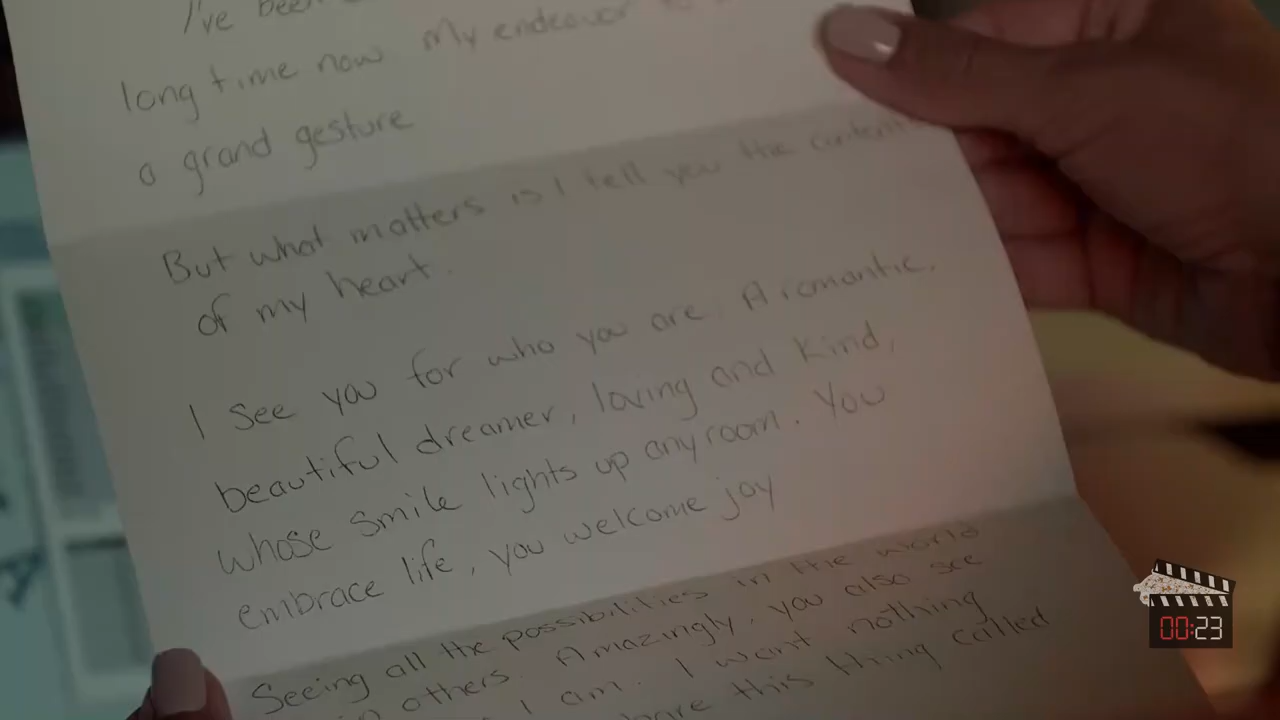 I've been
long time now My endeavor
a grand gesture
But what matters is I tell you the contents
of my heart.
I see you for who you are. A romantic,
beautiful dreamer, loving and kind,
whose smile lights up any room. You
embrace life, you welcome joy
Seeing all the possibilities in the world
in others. Amazingly, you also see
I am. I want nothing
share this thing called
00:23